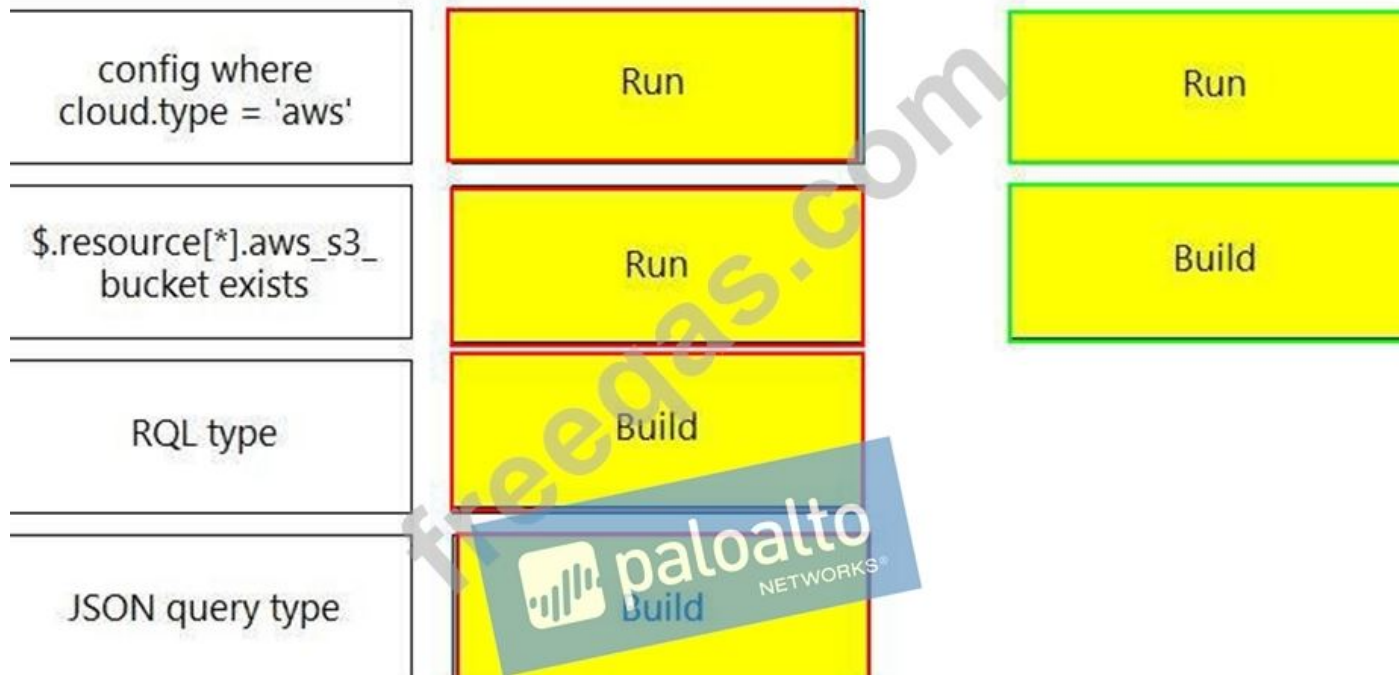 config where
cloud.type = 'aws'
Run
Run
$.resource[*].aws_s3_
bucket exists
Run
Build
RQL type
Build
JSON query type
Build
freeqas.com
paloalto
NETWORKS®